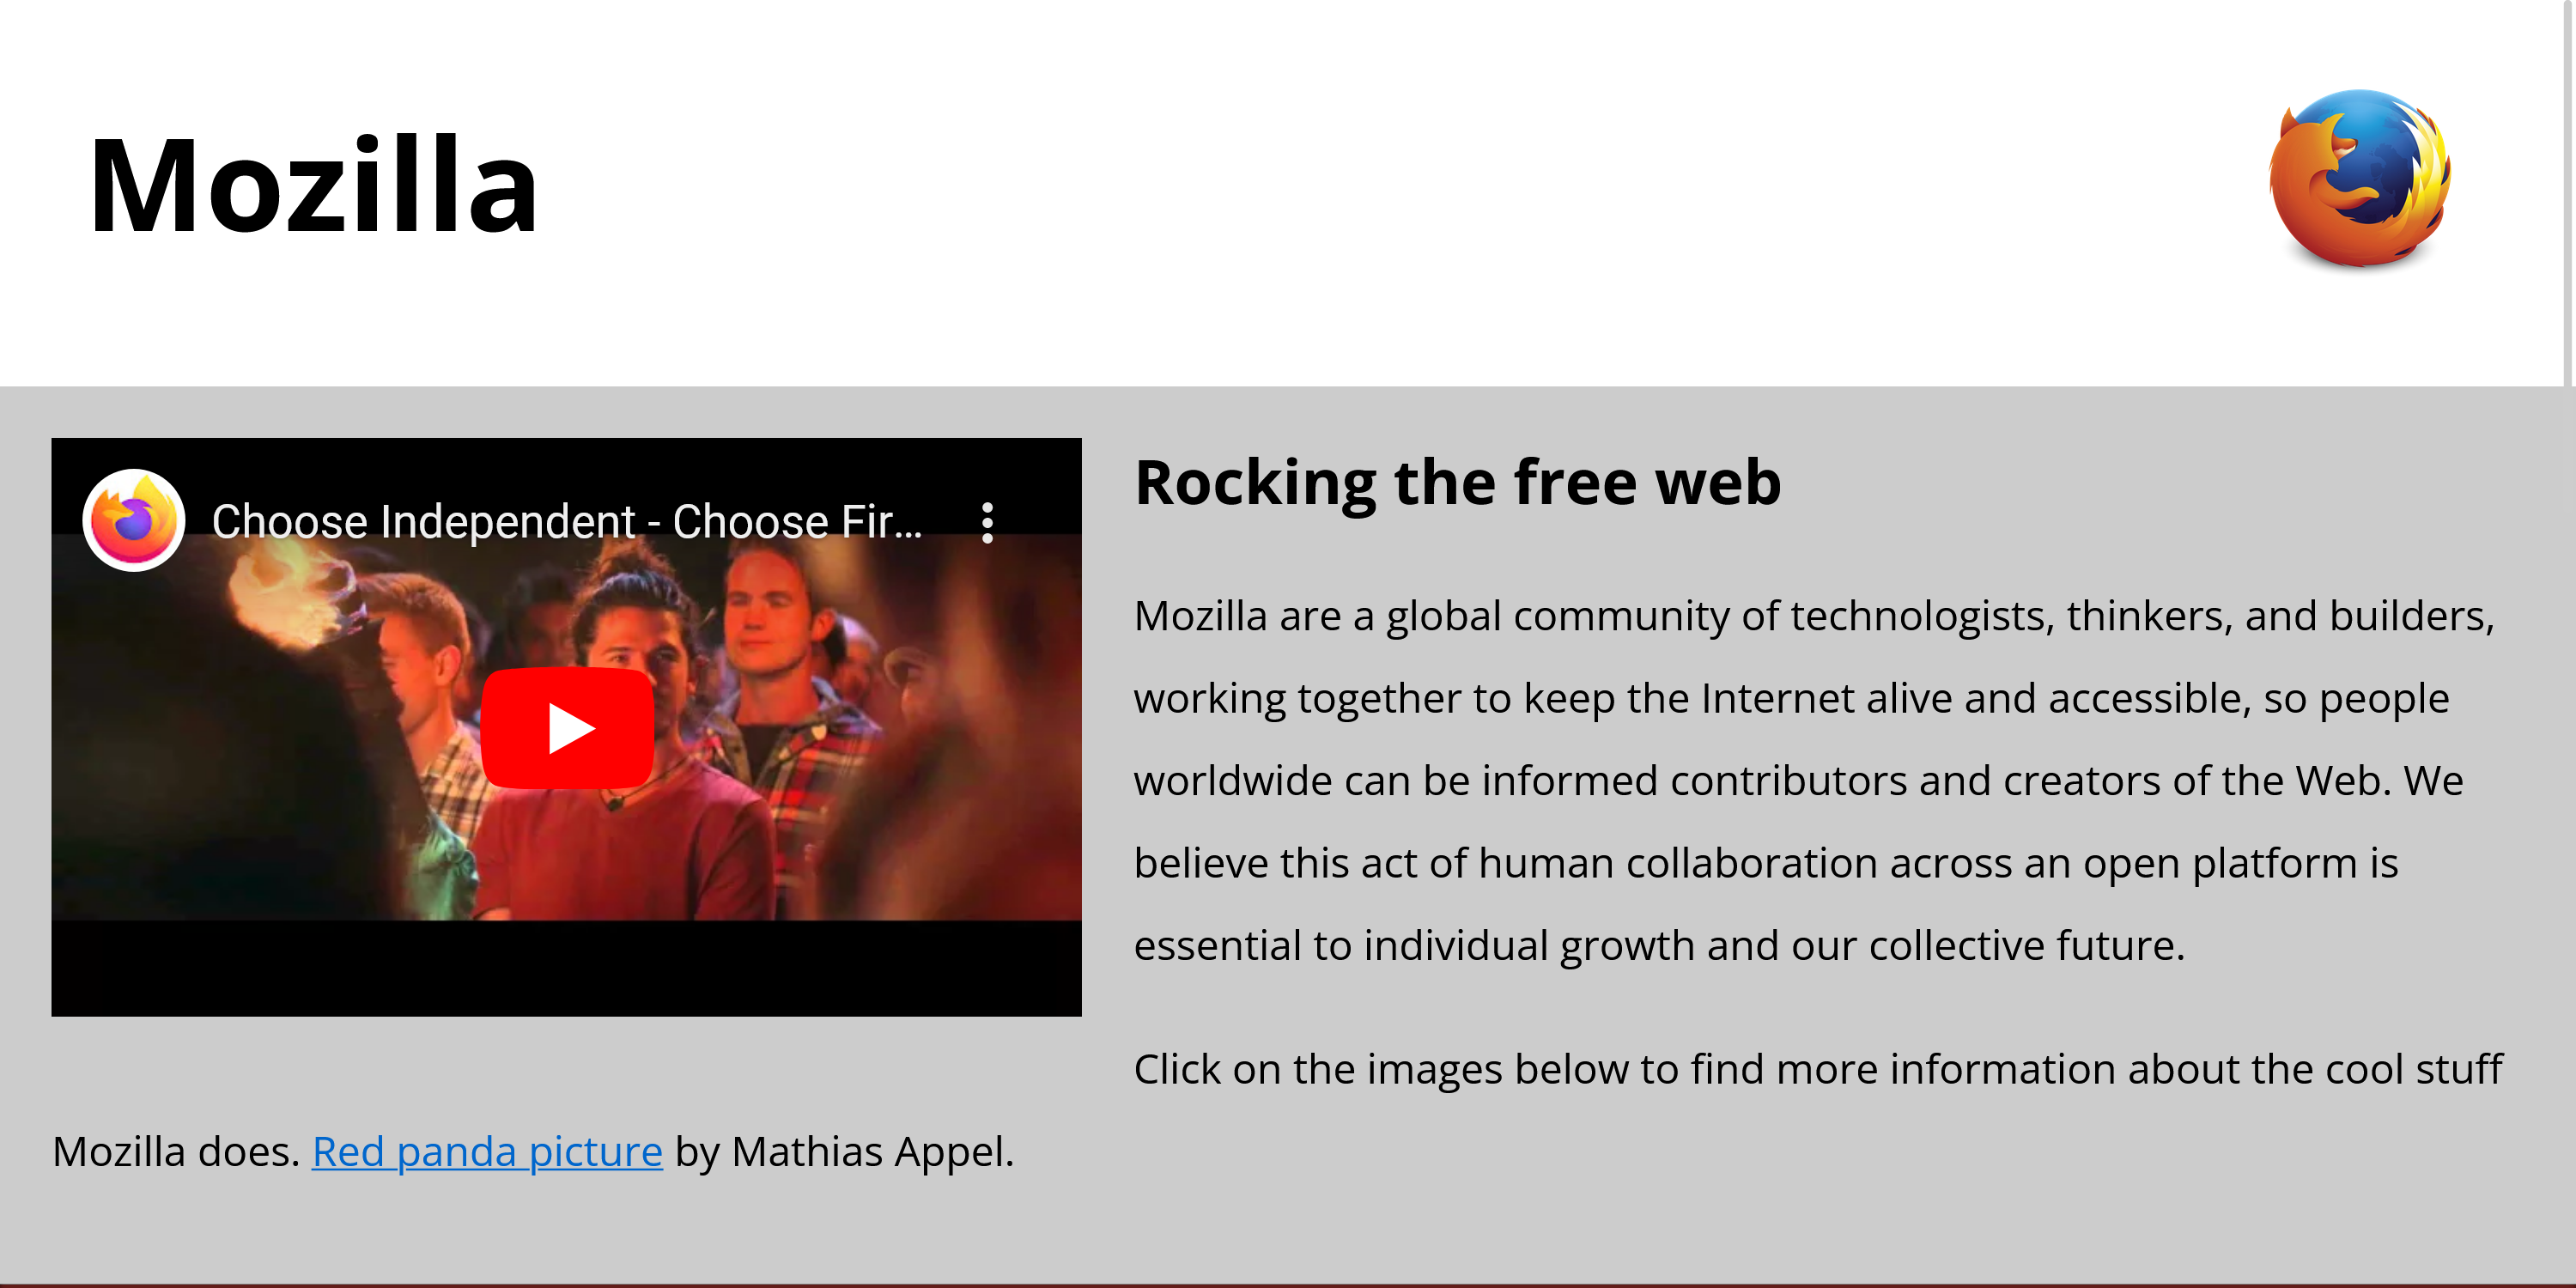 Mozilla
Choose Independent - Choose Fir...
Rocking the free web
Mozilla are a global community of technologists, thinkers, and builders,
working together to keep the Internet alive and accessible, so people
worldwide can be informed contributors and creators of the Web. We
believe this act of human collaboration across an open platform is
essential to individual growth and our collective future.
Click on the images below to find more information about the cool stuff
Mozilla does. Red panda picture by Mathias Appel.